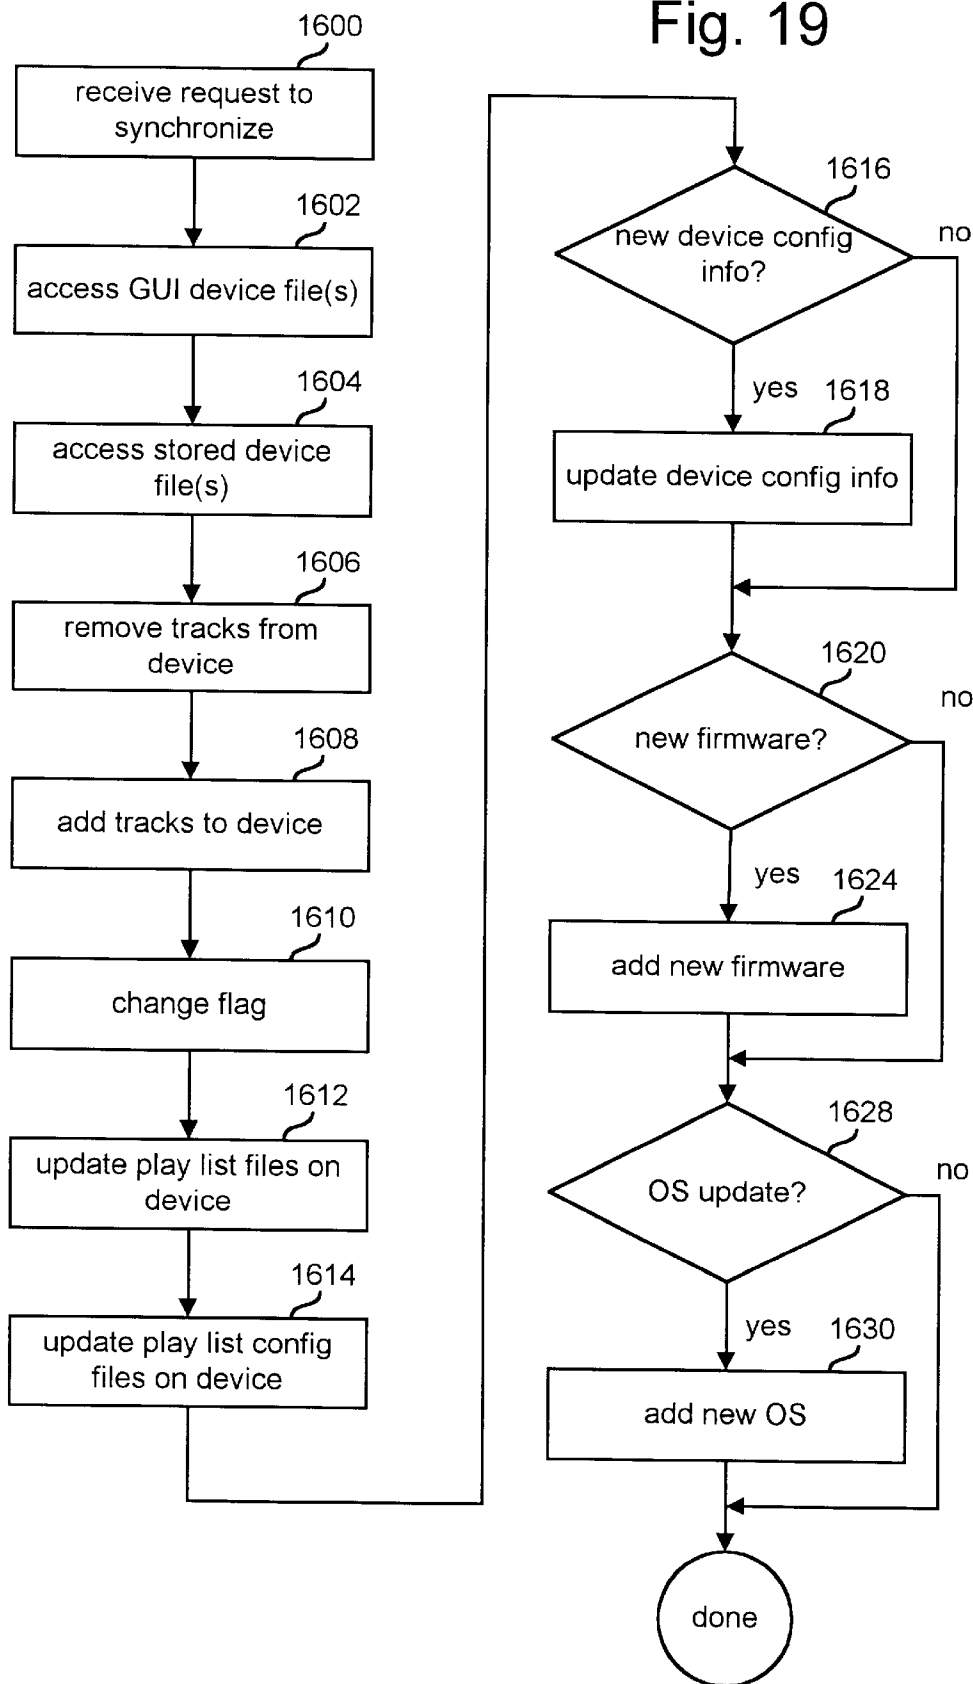 Fig. 19
1600
receive request to
synchronize
1602
access GUI device file(s)
1604
access stored device
file(s)
1606
remove tracks from
device
1608
add tracks to device
1610
change flag
1612
update play list files on
device
1614
update play list config
files on device
1616
new device config
info?
no
yes
1618
update device config info
1620
new firmware?
no
yes
1624
add new firmware
1628
OS update?
no
yes
1630
add new OS
done